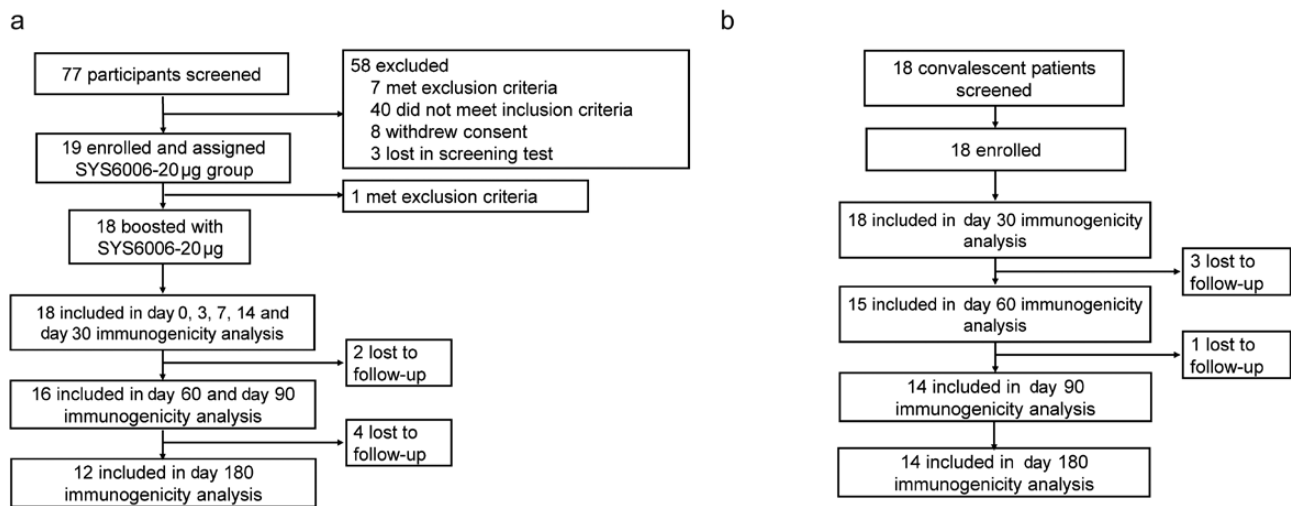 a
77 participants screened
58 excluded
7 met exclusion criteria
40 did not meet inclusion criteria
8 withdrew consent
3 lost in screening test
19 enrolled and assigned
SYS6006-20μg group
1 met exclusion criteria
18 boosted with
SYS6006-20μg
18 included in day 0, 3, 7, 14 and
day 30 immunogenicity analysis
2 lost to
follow-up
16 included in day 60 and day 90
immunogenicity analysis
4 lost to
follow-up
12 included in day 180
immunogenicity analysis
b
18 convalescent patients
screened
18 enrolled
18 included in day 30 immunogenicity
analysis
3 lost to
follow-up
15 included in day 60 immunogenicity
analysis
1 lost to
follow-up
14 included in day 90
immunogenicity analysis
14 included in day 180
immunogenicity analysis